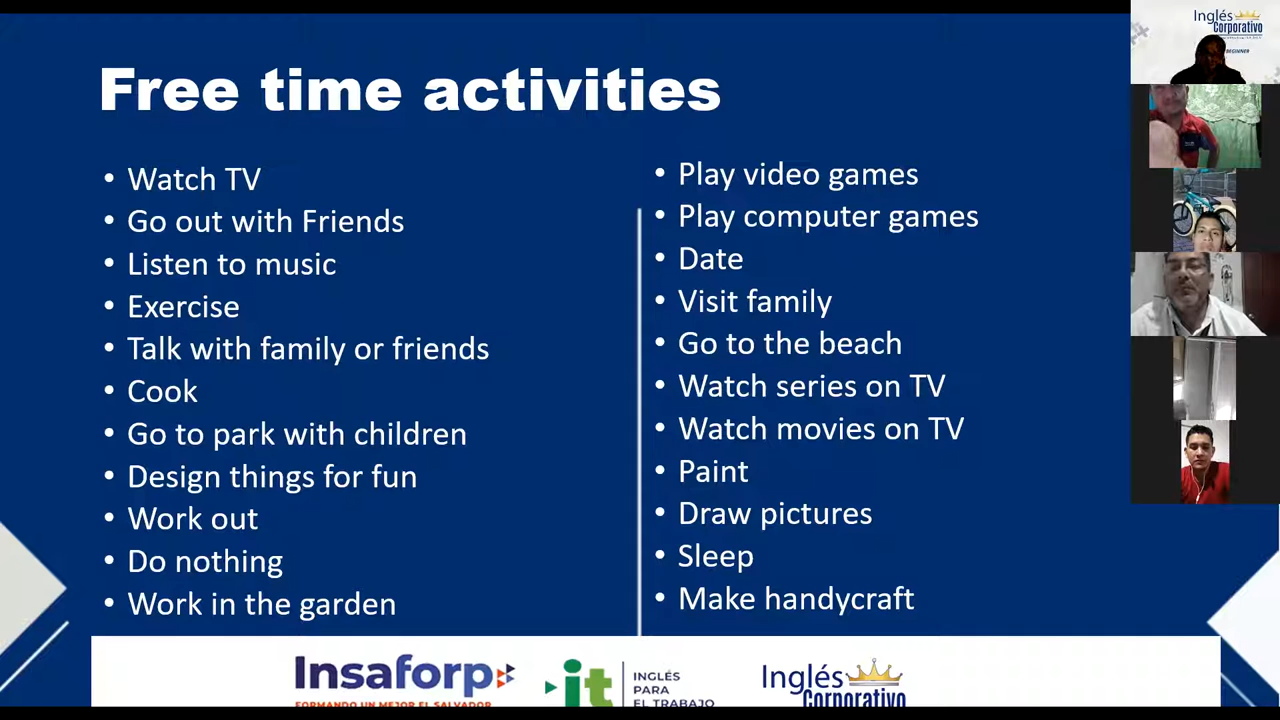 Free time activities
• Watch TV
• Go out with Friends
• Listen to music
• Exercise
• Talk with family or friends
• Cook
• Go to park with children
• Design things for fun
• Work out
• Do nothing
• Work in the garden
• Play video games
• Play computer games
• Date
• Visit family
• Go to the beach
• Watch series on TV
• Watch movies on TV
• Paint
• Draw pictures
• Sleep
• Make handycraft
Insaforp
FORMANDO UN MEJOR EL SALVADOR
it
INGLÉS
PARA
EL TRABAJO
Inglés
Corporativo
Inglés
Corporativo
BEGINNER